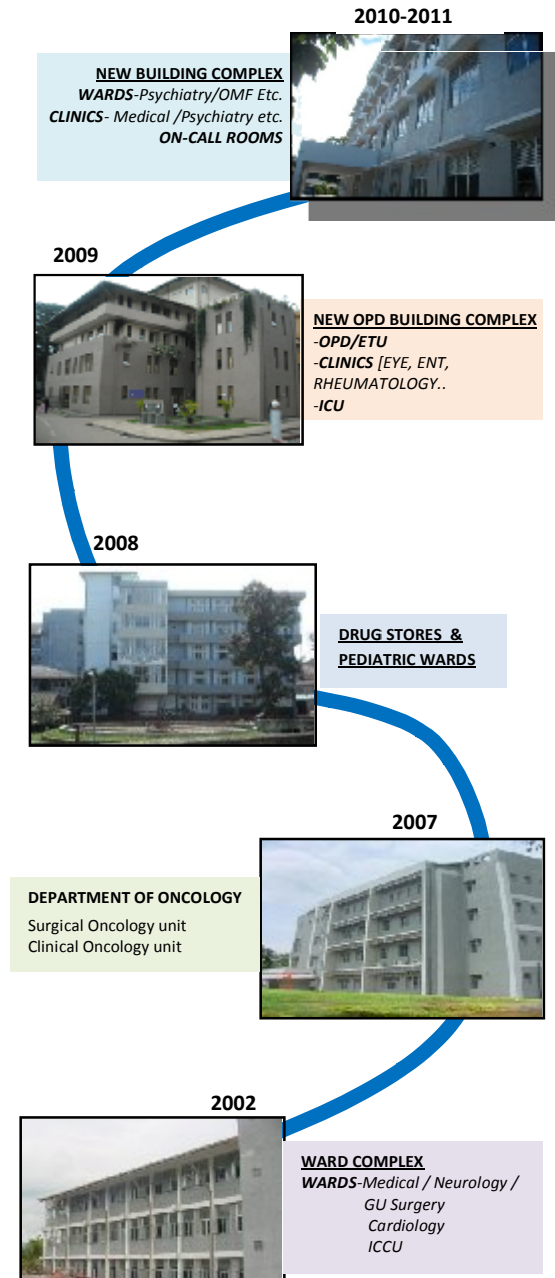 2010-2011
NEW BUILDING COMPLEX
WARDS-Psychiatry/OMF Etc.
CLINICS- Medical /Psychiatry etc.
ON-CALL ROOMS
2009
NEW OPD BUILDING COMPLEX
-OPD/ETU
-CLINICS [EYE, ENT,
RHEUMATOLOGY..
-ICU
2008
DRUG STORES &
PEDIATRIC WARDS
2007
DEPARTMENT OF ONCOLOGY
Surgical Oncology unit
Clinical Oncology unit
2002
WARD COMPLEX
WARDS-Medical / Neurology /
GU Surgery
Cardiology
ICCU